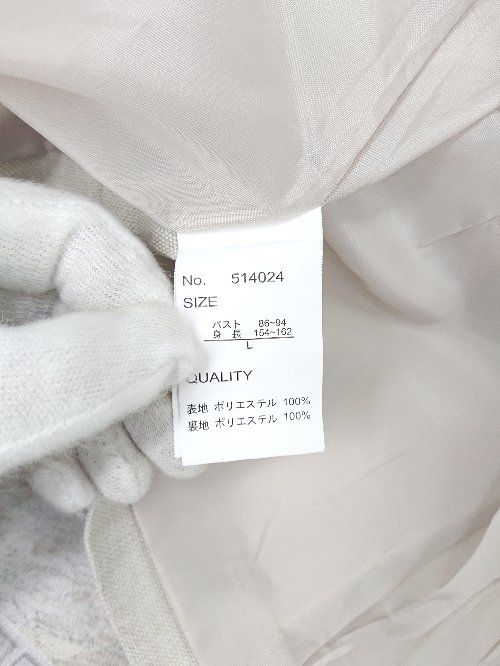 No. 514024
SIZE
バスト 86~94
身長 154~162
L
QUALITY
表地 ポリエステル 100%
裏地 ポリエステル 100%